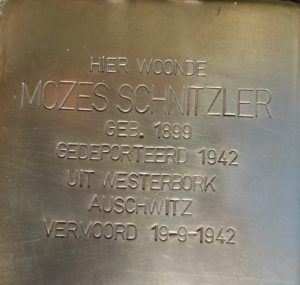 HIER WOONDE
MOZES SCHNITZLER
GEB. 1899
GEDEPORTEERD 1942
UIT WESTERBORK
AUSCHWITZ
VERMOORD 19-9-1942